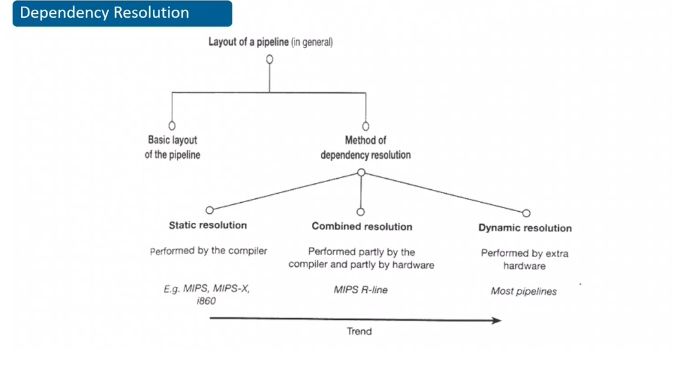 Dependency Resolution
Layout of a pipeline (in general)
Basic layout
of the pipeline
Method of
dependency resolution
Static resolution
Performed by the compiler
E.g. MIPS, MIPS-X,
i860
Combined resolution
Performed partly by the
compiler and partly by hardware
MIPS R-line
Dynamic resolution
Performed by extra
hardware
Most pipelines
Trend